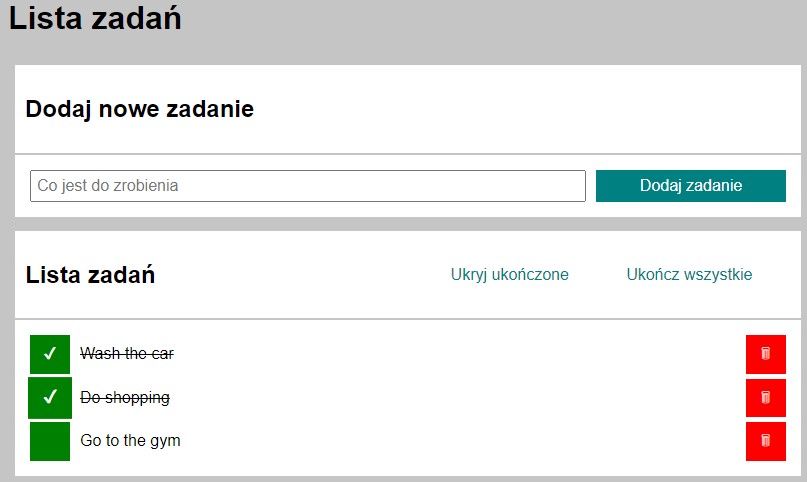 Lista zadań
Dodaj nowe zadanie
Co jest do zrobienia Dodaj zadanie
Lista zadań Ukryj ukończone Ukończ wszystkie
✓ Wash the car
✓ Do shopping
Go to the gym